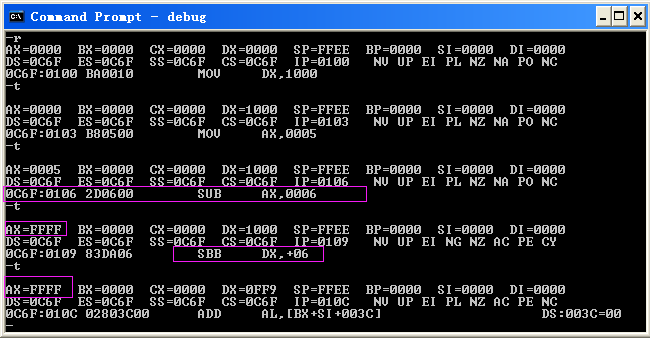 Command Prompt - debug
-r
AX=0000 BX=0000 CX=0000 DX=0000 SP=FFEE BP=0000 SI=0000 DI=0000
DS=0C6F ES=0C6F SS=0C6F CS=0C6F IP=0100 NV UP EI PL NZ NA PO NC
0C6F:0100 BA0010 MOV DX,1000
-t
AX=0000 BX=0000 CX=0000 DX=1000 SP=FFEE BP=0000 SI=0000 DI=0000
DS=0C6F ES=0C6F SS=0C6F CS=0C6F IP=0103 NV UP EI PL NZ NA PO NC
0C6F:0103 B80500 MOV AX,0005
-t
AX=0005 BX=0000 CX=0000 DX=1000 SP=FFEE BP=0000 SI=0000 DI=0000
DS=0C6F ES=0C6F SS=0C6F CS=0C6F IP=0106 NV UP EI PL NZ NA PO NC
0C6F:0106 2D0600 SUB AX,0006
-t
AX=FFFF BX=0000 CX=0000 DX=1000 SP=FFEE BP=0000 SI=0000 DI=0000
DS=0C6F ES=0C6F SS=0C6F CS=0C6F IP=0109 NV UP EI NG NZ AC PE CY
0C6F:0109 83DA06 SBB DX,+06
-t
AX=FFFF BX=0000 CX=0000 DX=0FF9 SP=FFEE BP=0000 SI=0000 DI=0000
DS=0C6F ES=0C6F SS=0C6F CS=0C6F IP=010C NV UP EI PL NZ AC PE NC
0C6F:010C 02803C00 ADD AL,[BX+SI+003C] DS:003C=00
-